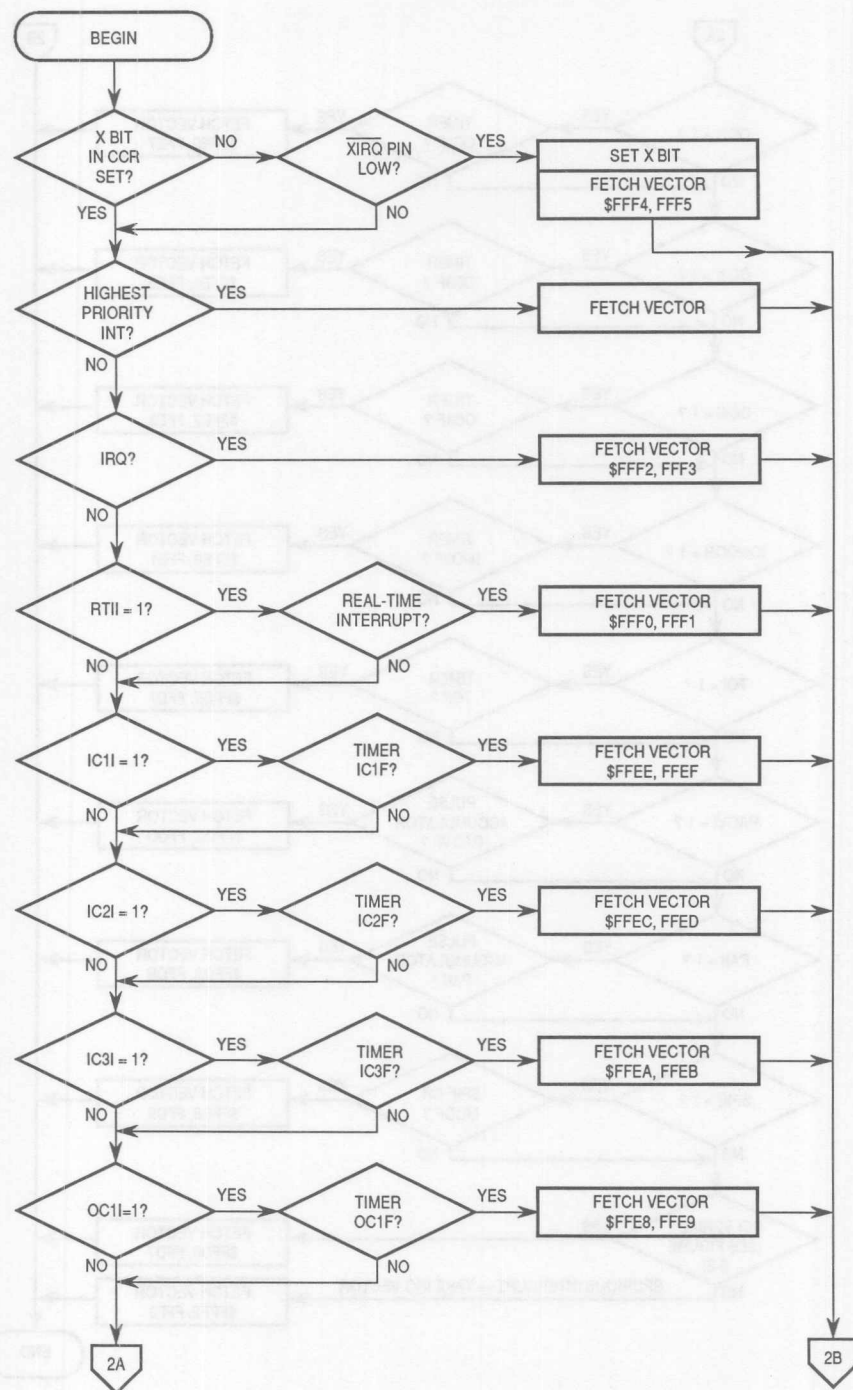 BEGIN
X BIT
IN CCR
SET?
NO
XIRQ PIN
LOW?
YES
SET X BIT
FETCH VECTOR
$FFF4, FFF5
YES
NO
HIGHEST
PRIORITY
INT?
YES
FETCH VECTOR
NO
IRQ?
YES
FETCH VECTOR
$FFF2, FFF3
NO
RTII = 1?
YES
REAL-TIME
INTERRUPT?
YES
FETCH VECTOR
$FFF0, FFF1
NO
NO
IC1I = 1?
YES
TIMER
IC1F?
YES
FETCH VECTOR
$FFEE, FFEF
NO
NO
IC2I = 1?
YES
TIMER
IC2F?
YES
FETCH VECTOR
$FFEC, FFED
NO
NO
IC3I = 1?
YES
TIMER
IC3F?
YES
FETCH VECTOR
$FFEA, FFEB
NO
NO
OC1I=1?
YES
TIMER
OC1F?
YES
FETCH VECTOR
$FFE8, FFE9
NO
NO
2A
2B